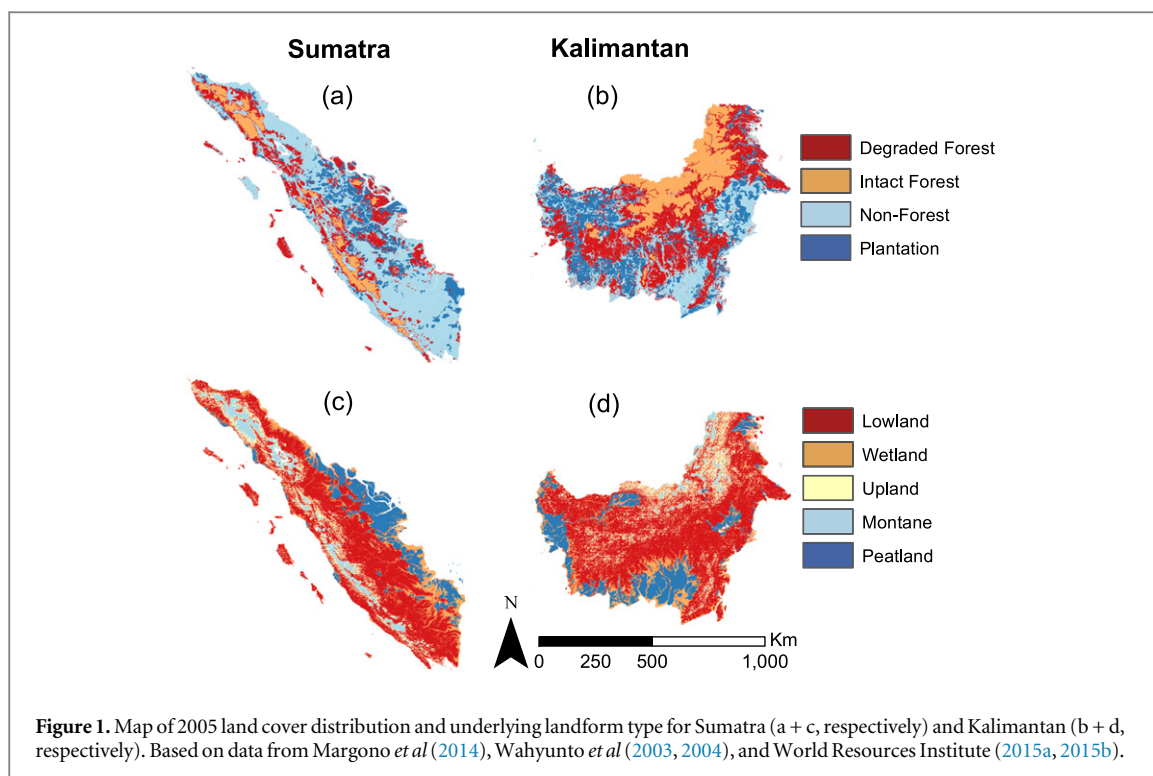 Sumatra
Kalimantan
(a)
(b)
Degraded Forest
Intact Forest
Non-Forest
Plantation
(c)
(d)
Lowland
Wetland
Upland
Montane
Peatland
N
Km
0 250 500 1,000
Figure 1. Map of 2005 land cover distribution and underlying landform type for Sumatra (a + c, respectively) and Kalimantan (b + d,
respectively). Based on data from Margono et al (2014), Wahyunto et al (2003, 2004), and World Resources Institute (2015a, 2015b).